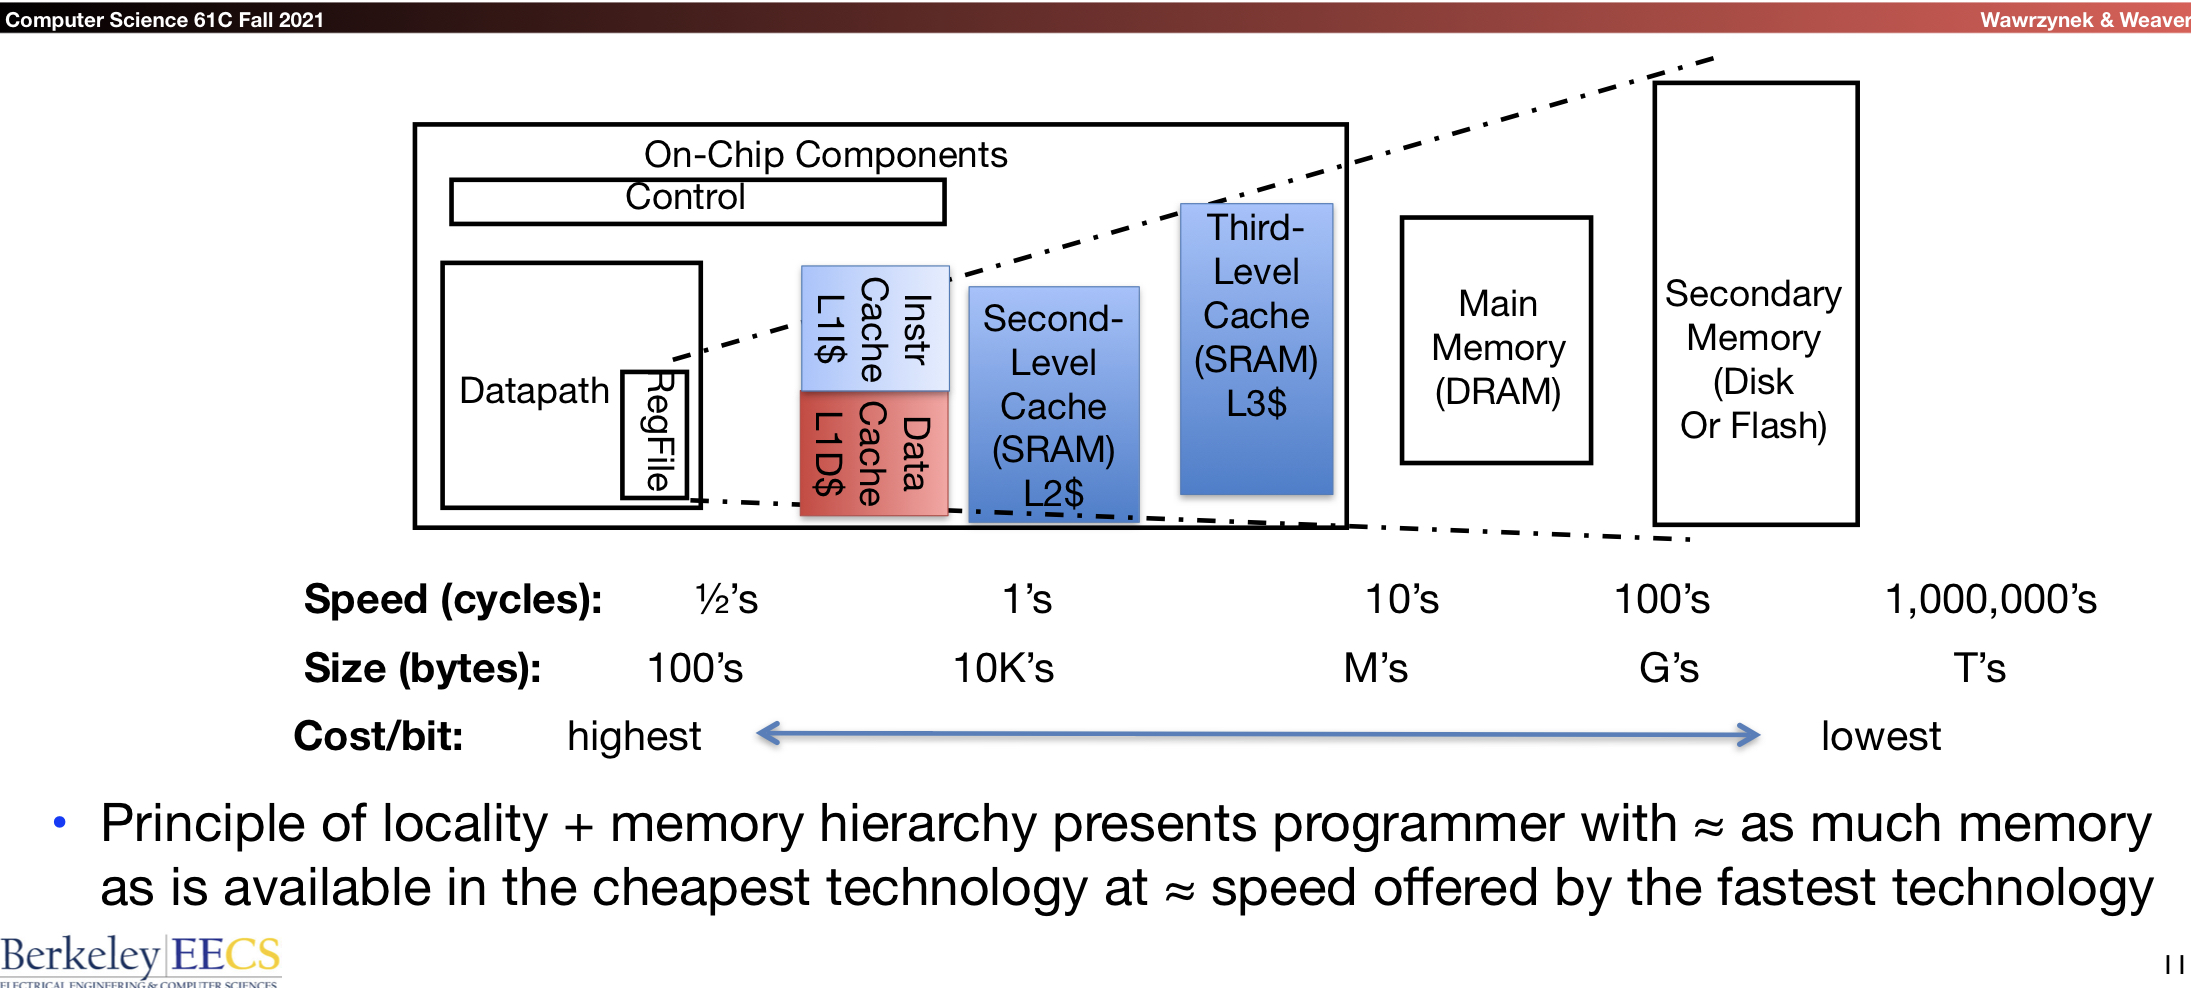 Computer Science 61C Fall 2021
Wawrzynek & Weaver
On-Chip Components
Control
Datapath
RegFile
Instr
Cache
L1I$
Data
Cache
L1D$
Second-
Level
Cache
(SRAM)
L2$
Third-
Level
Cache
(SRAM)
L3$
Main
Memory
(DRAM)
Secondary
Memory
(Disk
Or Flash)
Speed (cycles): ½’s 1’s 10’s 100’s 1,000,000’s
Size (bytes): 100’s 10K’s M’s G’s T’s
Cost/bit: highest lowest
• Principle of locality + memory hierarchy presents programmer with ≈ as much memory
as is available in the cheapest technology at ≈ speed offered by the fastest technology
Berkeley EECS
ELECTRICAL ENGINEERING & COMPUTER SCIENCES
11